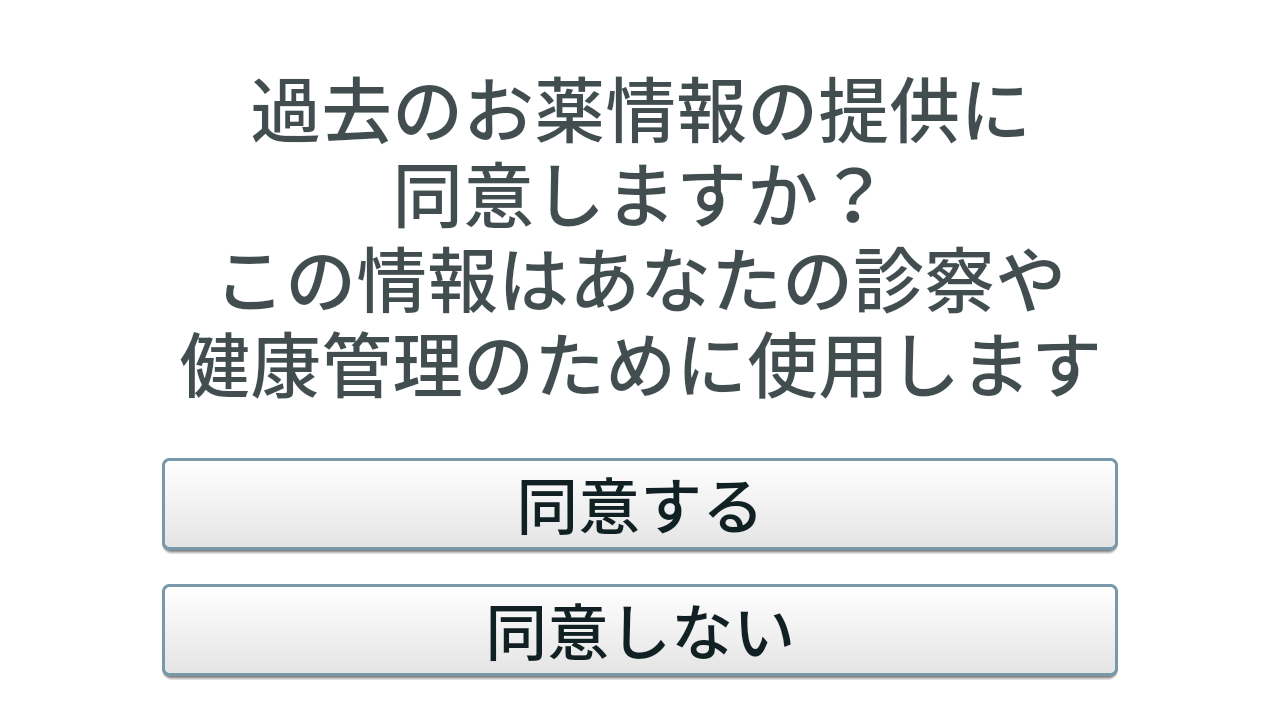 過去のお薬情報の提供に
同意しますか？
この情報はあなたの診察や
健康管理のために使用します
同意する
同意しない